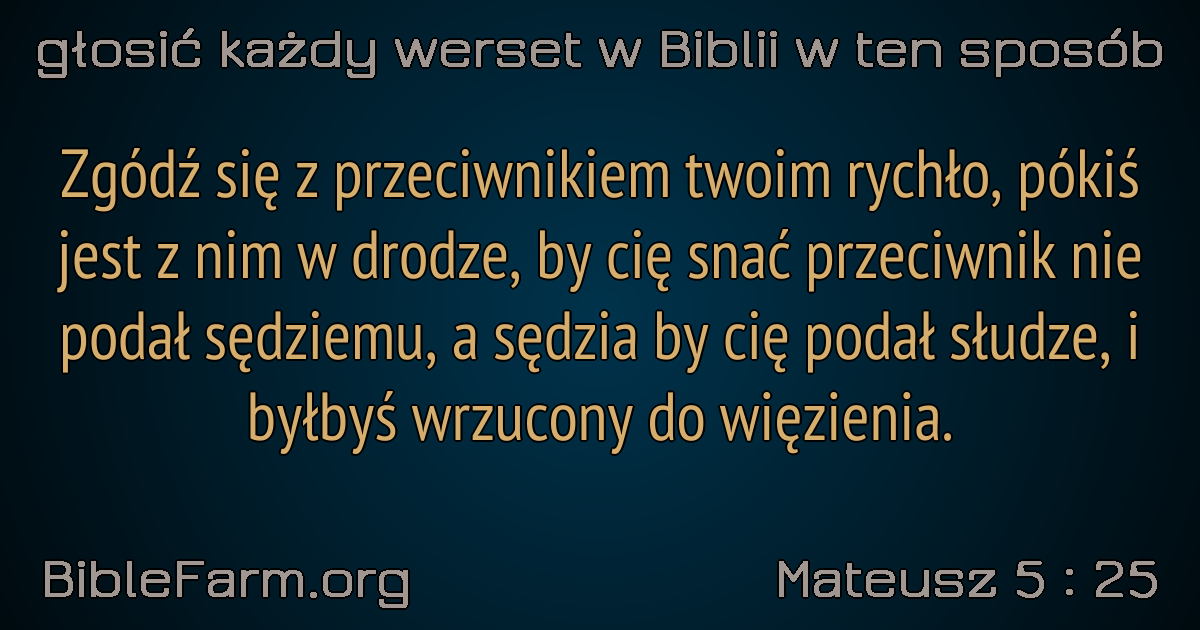 głosić każdy werset w Biblii w ten sposób
Zgódź się z przeciwnikiem twoim rychło, pókiś
jest z nim w drodze, by cię snać przeciwnik nie
podał sędziemu, a sędzia by cię podał słudze, i
byłbyś wrzucony do więzienia.
BibleFarm.org
Mateusz 5 : 25